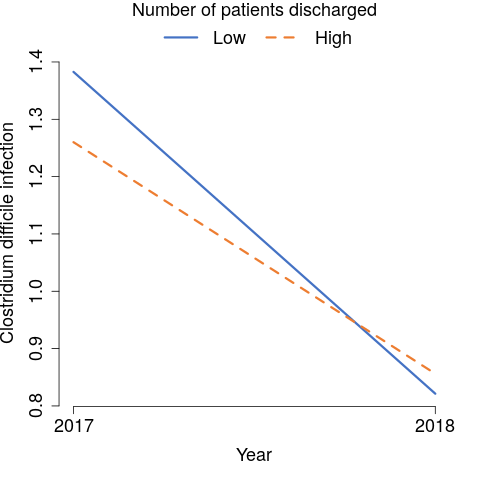 Number of patients discharged
Low High
Clostridium difficile infection
1.4
1.3
1.2
1.1
1.0
0.9
0.8
2017 2018
Year